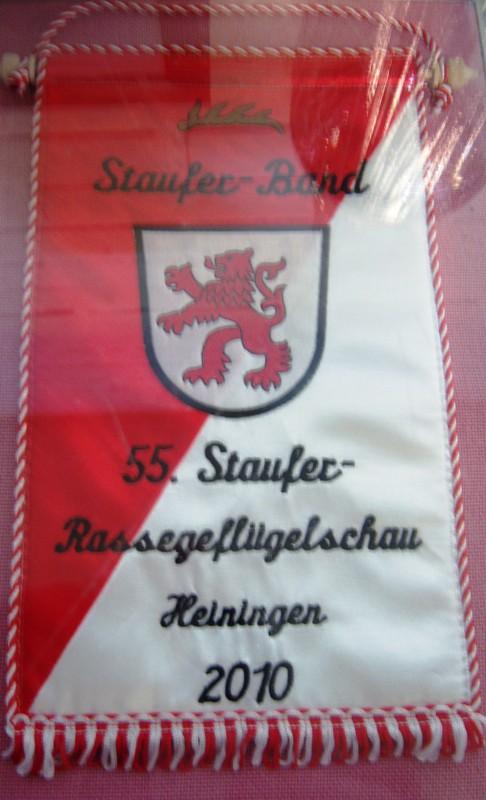 Staufer-Band
55. Staufer-
Rassegeflügelschau
Heiningen
2010